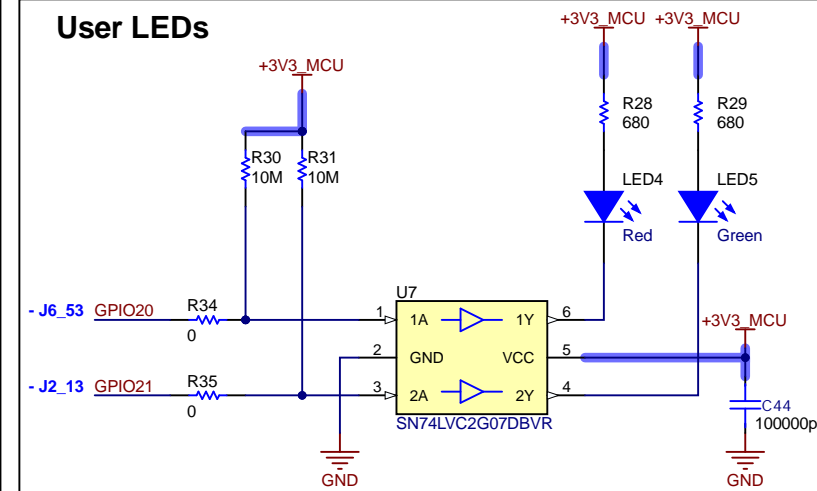 User LEDs
+3V3_MCU
+3V3_MCU
+3V3_MCU
R28
680
R29
680
R30
10M
R31
10M
LED4
Red
LED5
Green
- J6_53 GPIO20
R34
0
- J2_13 GPIO21
R35
0
U7
1 1A 1Y 6
2 GND VCC 5
3 2A 2Y 4
SN74LVC2G07DBVR
+3V3_MCU
C44
100000p
GND
GND